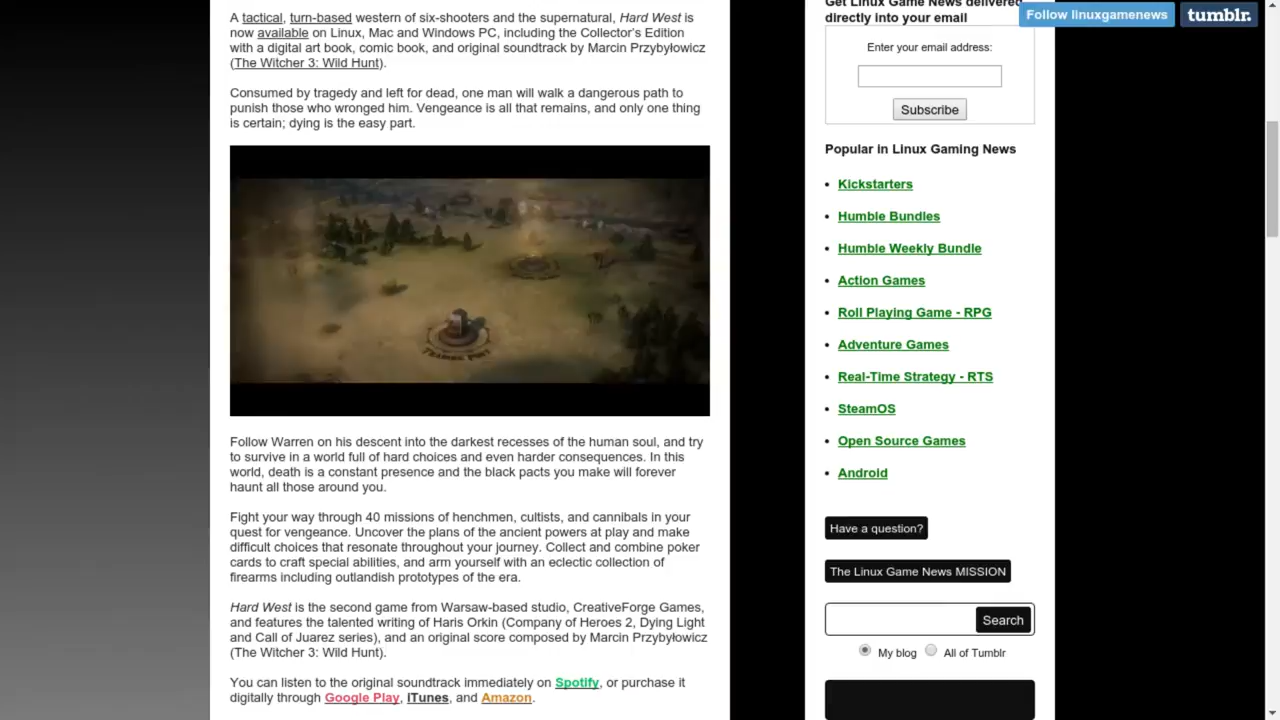 A tactical, turn-based western of six-shooters and the supernatural, Hard West is
now available on Linux, Mac and Windows PC, including the Collector's Edition
with a digital art book, comic book, and original soundtrack by Marcin Przybyłowicz
(The Witcher 3: Wild Hunt).
Consumed by tragedy and left for dead, one man will walk a dangerous path to
punish those who wronged him. Vengeance is all that remains, and only one thing
is certain; dying is the easy part.
TRADING POST
Follow Warren on his descent into the darkest recesses of the human soul, and try
to survive in a world full of hard choices and even harder consequences. In this
world, death is a constant presence and the black pacts you make will forever
haunt all those around you.
Fight your way through 40 missions of henchmen, cultists, and cannibals in your
quest for vengeance. Uncover the plans of the ancient powers at play and make
difficult choices that resonate throughout your journey. Collect and combine poker
cards to craft special abilities, and arm yourself with an eclectic collection of
firearms including outlandish prototypes of the era.
Hard West is the second game from Warsaw-based studio, CreativeForge Games,
and features the talented writing of Haris Orkin (Company of Heroes 2, Dying Light
and Call of Juarez series), and an original score composed by Marcin Przybyłowicz
(The Witcher 3: Wild Hunt).
You can listen to the original soundtrack immediately on Spotify, or purchase it
digitally through Google Play, iTunes, and Amazon.
Get Linux Game News delivered
directly into your email
Follow linuxgamenews
tumblr.
Enter your email address:
Subscribe
Popular in Linux Gaming News
• Kickstarters
• Humble Bundles
• Humble Weekly Bundle
• Action Games
• Roll Playing Game - RPG
• Adventure Games
• Real-Time Strategy - RTS
• SteamOS
• Open Source Games
• Android
Have a question?
The Linux Game News MISSION
Search
My blog All of Tumblr